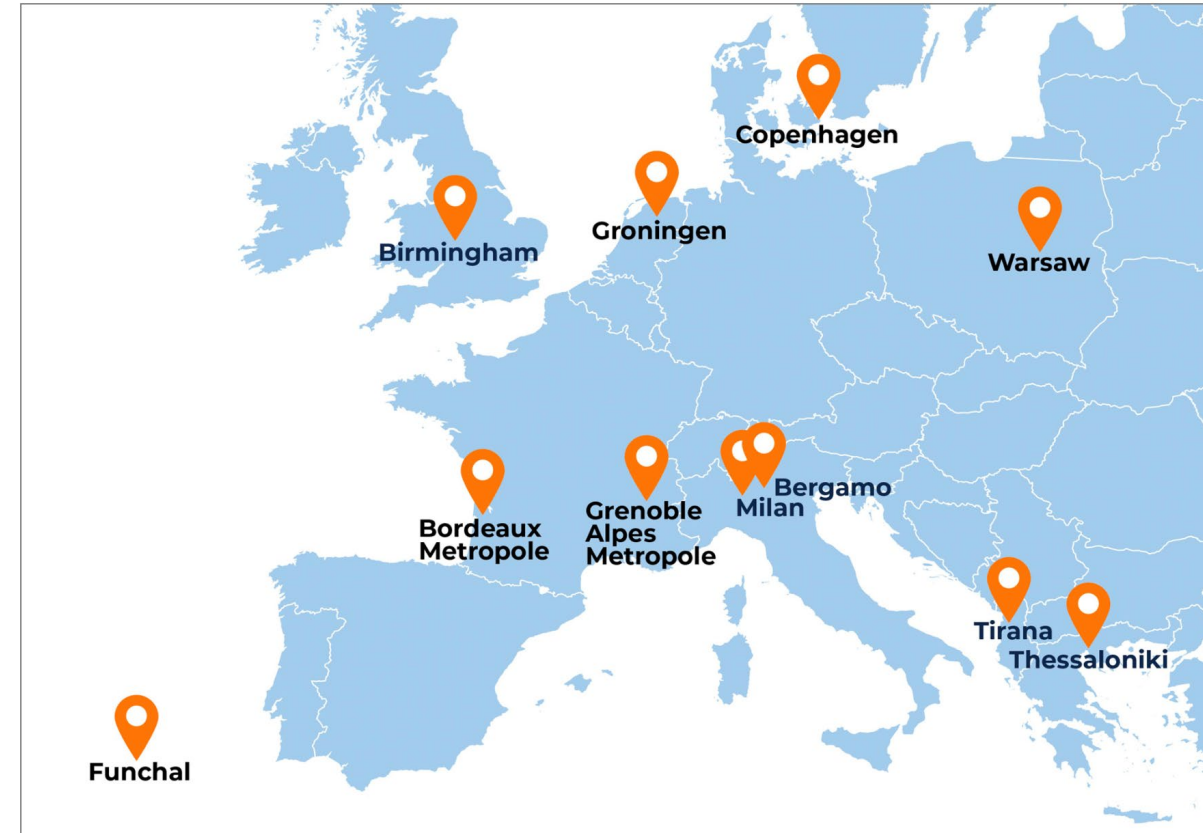 Copenhagen
Groningen
Birmingham
Warsaw
Bergamo
Milan
Grenoble
Alpes
Metropole
Bordeaux
Metropole
Tirana
Thessaloniki
Funchal